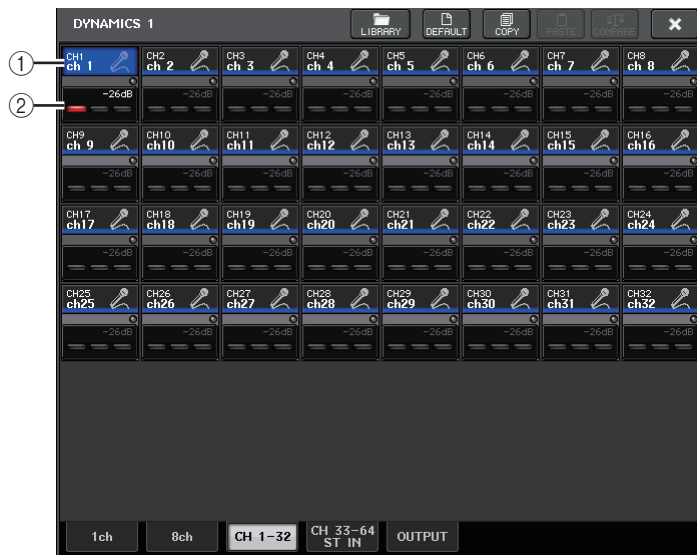 DYNAMICS 1
LIBRARY DEFAULT COPY PASTE COMPARE
① CH1 CH2 CH3 CH4 CH5 CH6 CH7 CH8
ch 1 ch 2 ch 3 ch 4 ch 5 ch 6 ch 7 ch 8
② -26dB -26dB -26dB -26dB -26dB -26dB -26dB -26dB
CH9 CH10 CH11 CH12 CH13 CH14 CH15 CH16
ch 9 ch10 ch11 ch12 ch13 ch14 ch15 ch16
-26dB -26dB -26dB -26dB -26dB -26dB -26dB -26dB
CH17 CH18 CH19 CH20 CH21 CH22 CH23 CH24
ch17 ch18 ch19 ch20 ch21 ch22 ch23 ch24
-26dB -26dB -26dB -26dB -26dB -26dB -26dB -26dB
CH25 CH26 CH27 CH28 CH29 CH30 CH31 CH32
ch25 ch26 ch27 ch28 ch29 ch30 ch31 ch32
-26dB -26dB -26dB -26dB -26dB -26dB -26dB -26dB
1ch 8ch CH 1-32 CH 33-64 OUTPUT
ST IN